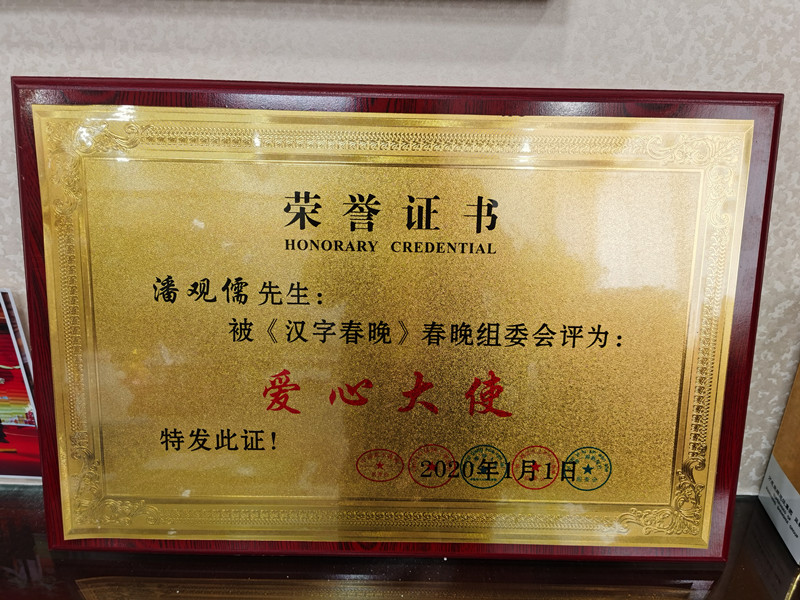 荣誉证书
HONORARY CREDENTIAL
潘观儒先生：
被《汉字春晚》春晚组委会评为：
爱心大使
特发此证！
2020年1月1日